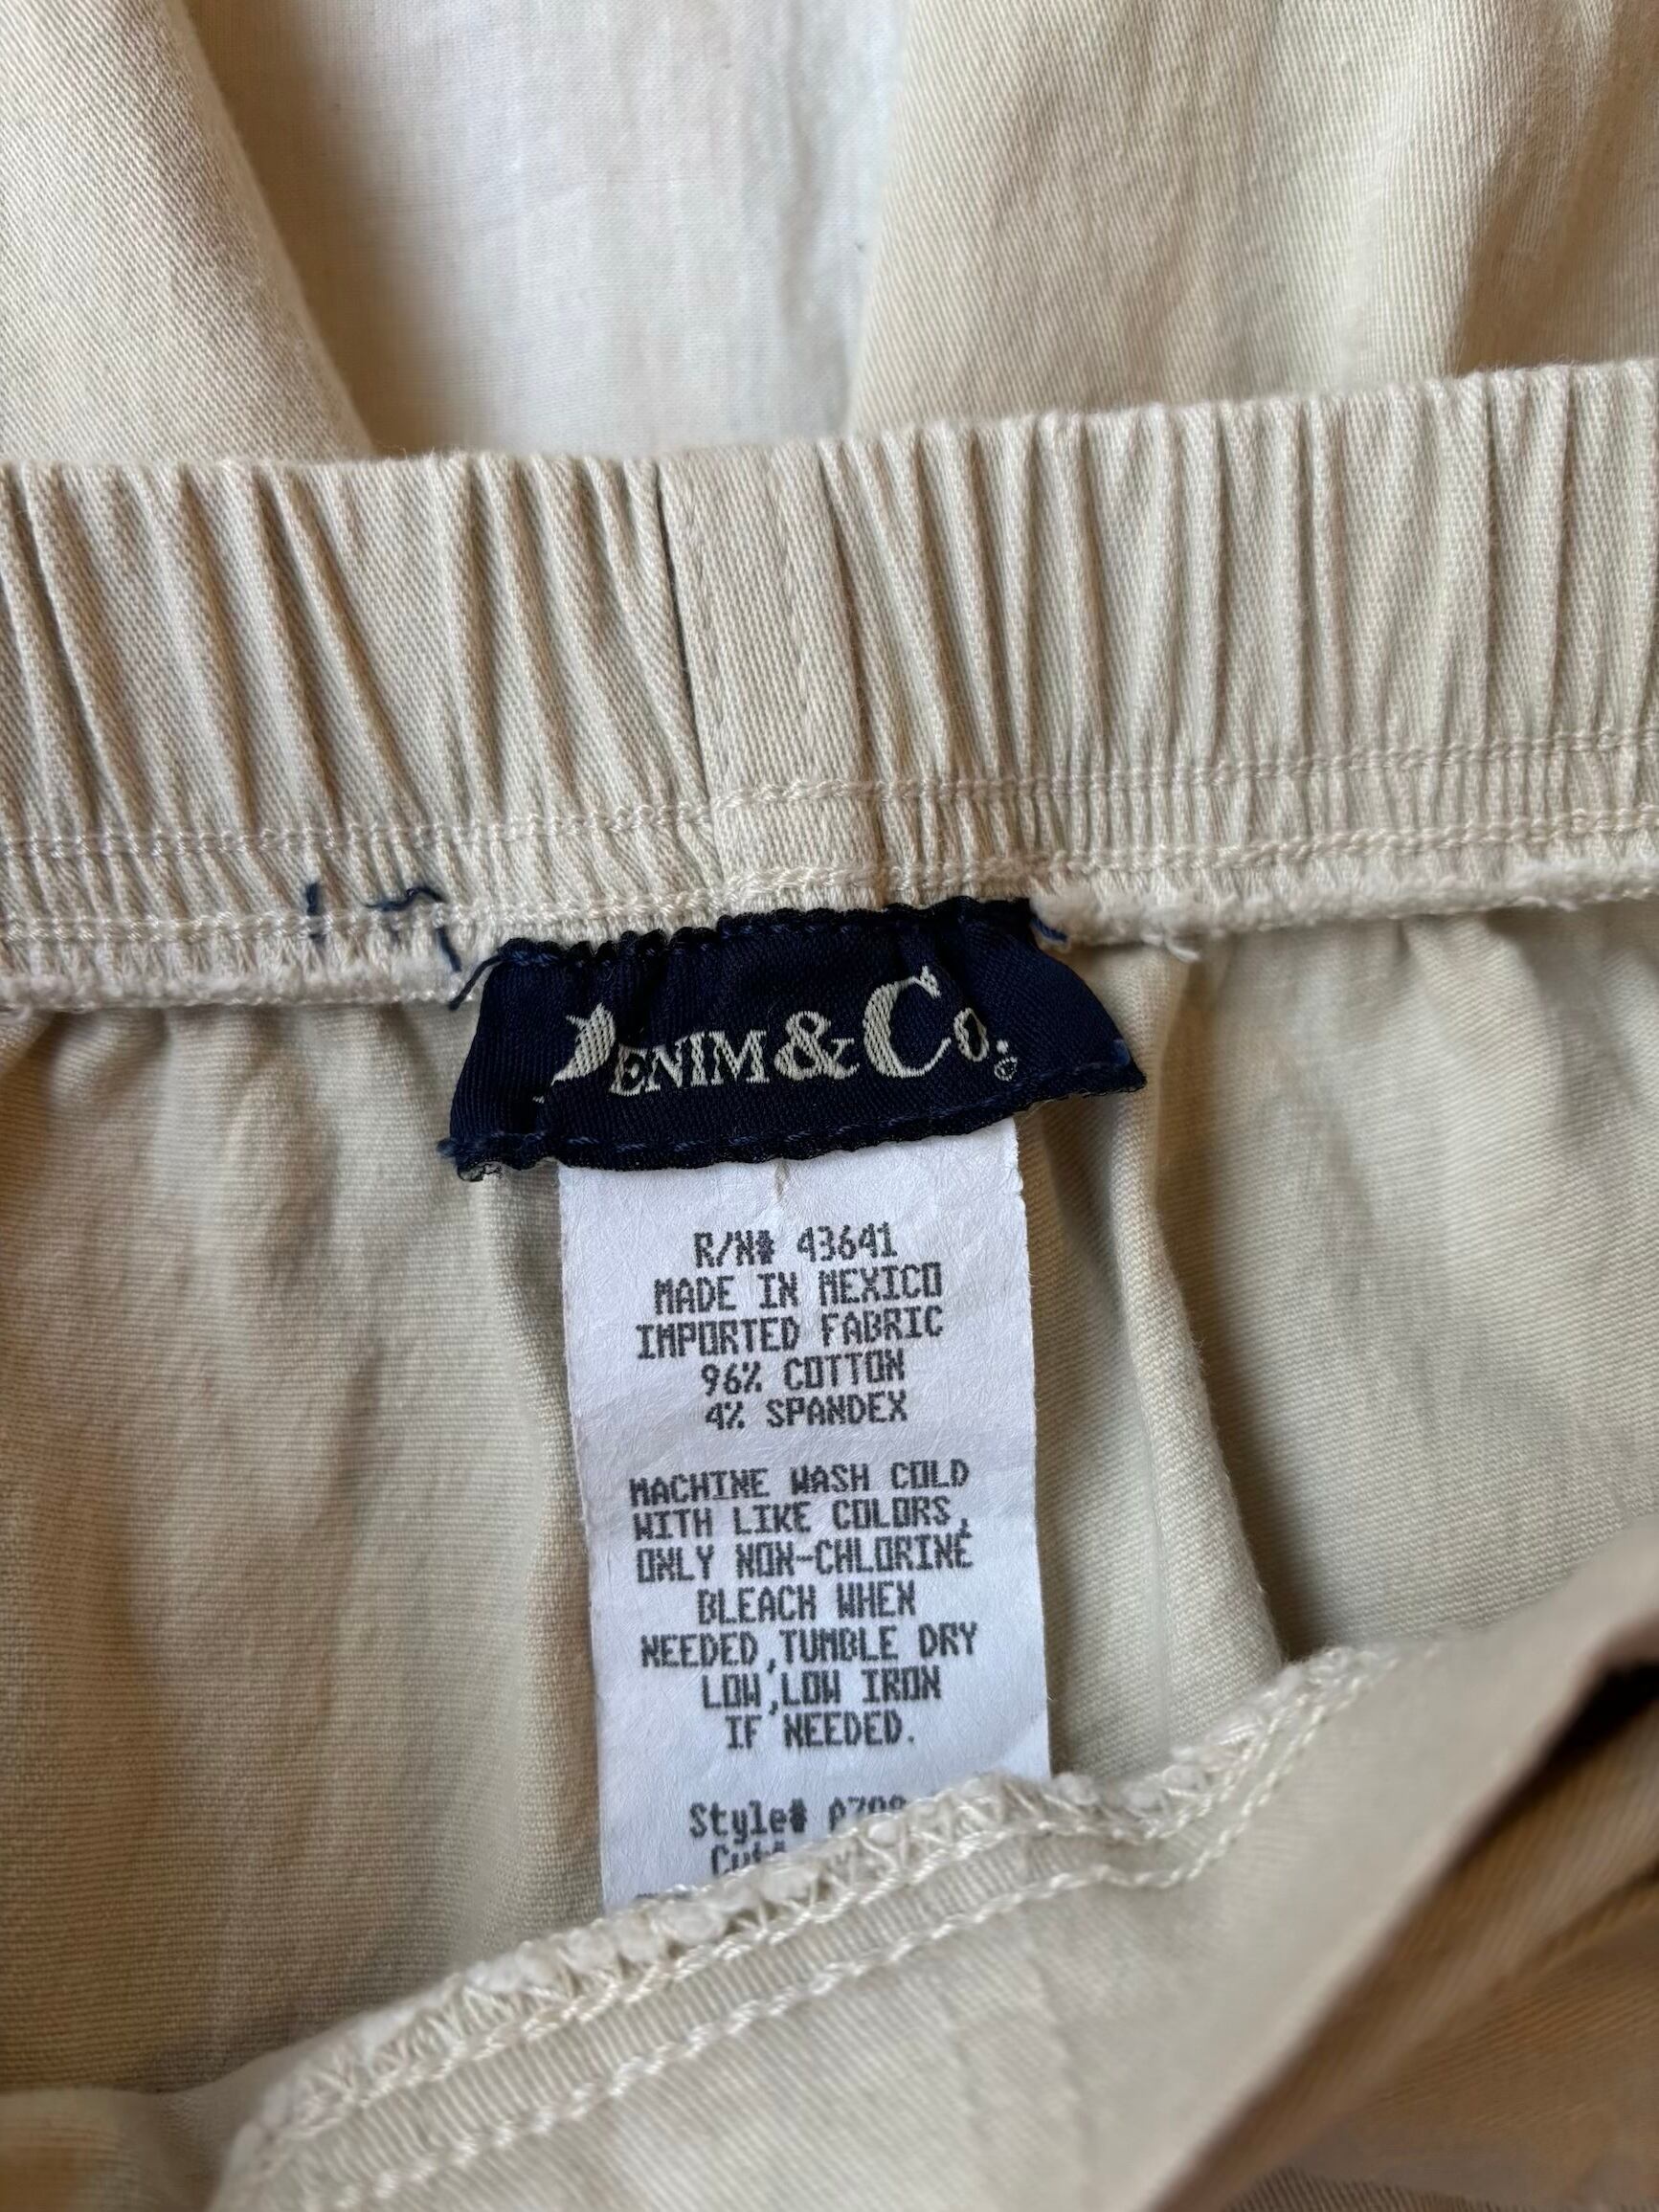 DENIM & Co.
R/N# 43641
MADE IN MEXICO
IMPORTED FABRIC
96% COTTON
4% SPANDEX
MACHINE WASH COLD
WITH LIKE COLORS,
ONLY NON-CHLORINE
BLEACH WHEN
NEEDED,TUMBLE DRY
LOW,LOW IRON
IF NEEDED.
Style#